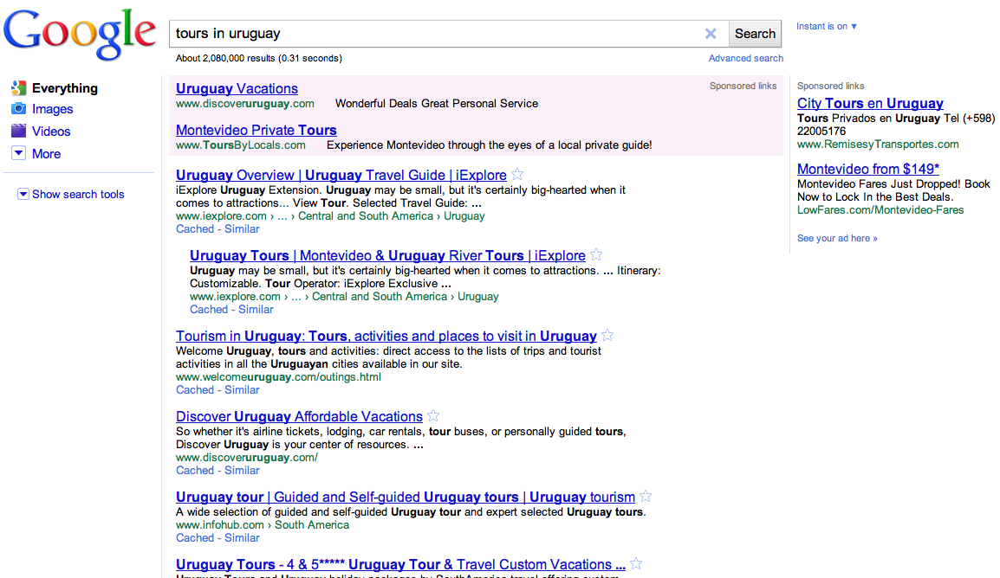 Google
tours in uruguay
Search
Instant is on ▼
About 2,080,000 results (0.31 seconds)
Advanced search
Everything
Images
Videos
More
Show search tools
Sponsored links
Uruguay Vacations
www.discoveruruguay.com Wonderful Deals Great Personal Service
Montevideo Private Tours
www.ToursByLocals.com Experience Montevideo through the eyes of a local private guide!
Uruguay Overview | Uruguay Travel Guide | iExplore
iExplore Uruguay Extension. Uruguay may be small, but it's certainly big-hearted when it
comes to attractions... View Tour. Selected Travel Guide: ...
www.iexplore.com › ... › Central and South America › Uruguay
Cached - Similar
Uruguay Tours | Montevideo & Uruguay River Tours | iExplore
Uruguay may be small, but it's certainly big-hearted when it comes to attractions. ... Itinerary:
Customizable. Tour Operator: iExplore Exclusive ...
www.iexplore.com › ... › Central and South America › Uruguay
Cached - Similar
Tourism in Uruguay: Tours, activities and places to visit in Uruguay
Welcome Uruguay, tours and activities: direct access to the lists of trips and tourist
activities in all the Uruguayan cities available in our site.
www.welcomeuruguay.com/outings.html
Cached - Similar
Discover Uruguay Affordable Vacations
So whether it's airline tickets, lodging, car rentals, tour buses, or personally guided tours,
Discover Uruguay is your center of resources. ...
www.discoveruruguay.com/
Cached - Similar
Uruguay tour | Guided and Self-guided Uruguay tours | Uruguay tourism
A wide selection of guided and self-guided Uruguay tour and expert selected Uruguay tours.
www.infohub.com › South America
Cached - Similar
Uruguay Tours - 4 & 5***** Uruguay Tour & Travel Custom Vacations ...
Uruguay Tours and Uruguay holiday packages by SouthAmerica.travel offering custom
Sponsored links
City Tours en Uruguay
Tours Privados en Uruguay Tel (+598)
22005176
www.RemisesyTransportes.com
Montevideo from $149*
Montevideo Fares Just Dropped! Book
Now to Lock In the Best Deals.
LowFares.com/Montevideo-Fares
See your ad here »